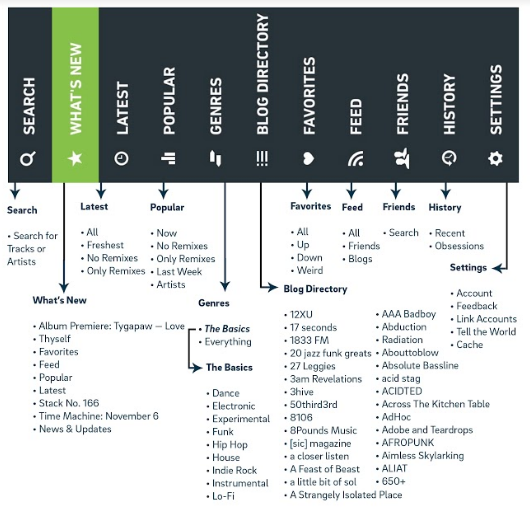 SEARCH
WHAT'S NEW
LATEST
POPULAR
GENRES
BLOG DIRECTORY
FAVORITES
FEED
FRIENDS
HISTORY
SETTINGS
Search
• Search for
Tracks or
Artists
What's New
• Album Premiere: Tygapaw — Love
• Thyself
• Favorites
• Feed
• Popular
• Latest
• Stack No. 166
• Time Machine: November 6
• News & Updates
Latest
• All
• Freshest
• No Remixes
• Only Remixes
Popular
• Now
• No Remixes
• Only Remixes
• Last Week
• Artists
Genres
• The Basics
• Everything
The Basics
• Dance
• Electronic
• Experimental
• Funk
• Hip Hop
• House
• Indie Rock
• Instrumental
• Lo-Fi
Blog Directory
• 12XU
• 17 seconds
• 1833 FM
• 20 jazz funk greats
• 27 Leggies
• 3am Revelations
• 3hive
• 50third3rd
• 8106
• 8Pounds Music
• [sic] magazine
• a closer listen
• A Feast of Beast
• a little bit of sol
• A Strangely Isolated Place
• AAA Badboy
• Abduction
• Radiation
• Abouttoblow
• Absolute Bassline
• acid stag
• ACIDTED
• Across The Kitchen Table
• AdHoc
• Adobe and Teardrops
• AFROPUNK
• Aimless Skylarking
• ALIAT
• 650+
Favorites
• All
• Up
• Down
• Weird
Feed
• All
• Friends
• Blogs
Friends
• Search
History
• Recent
• Obsessions
Settings
• Account
• Feedback
• Link Accounts
• Tell the World
• Cache